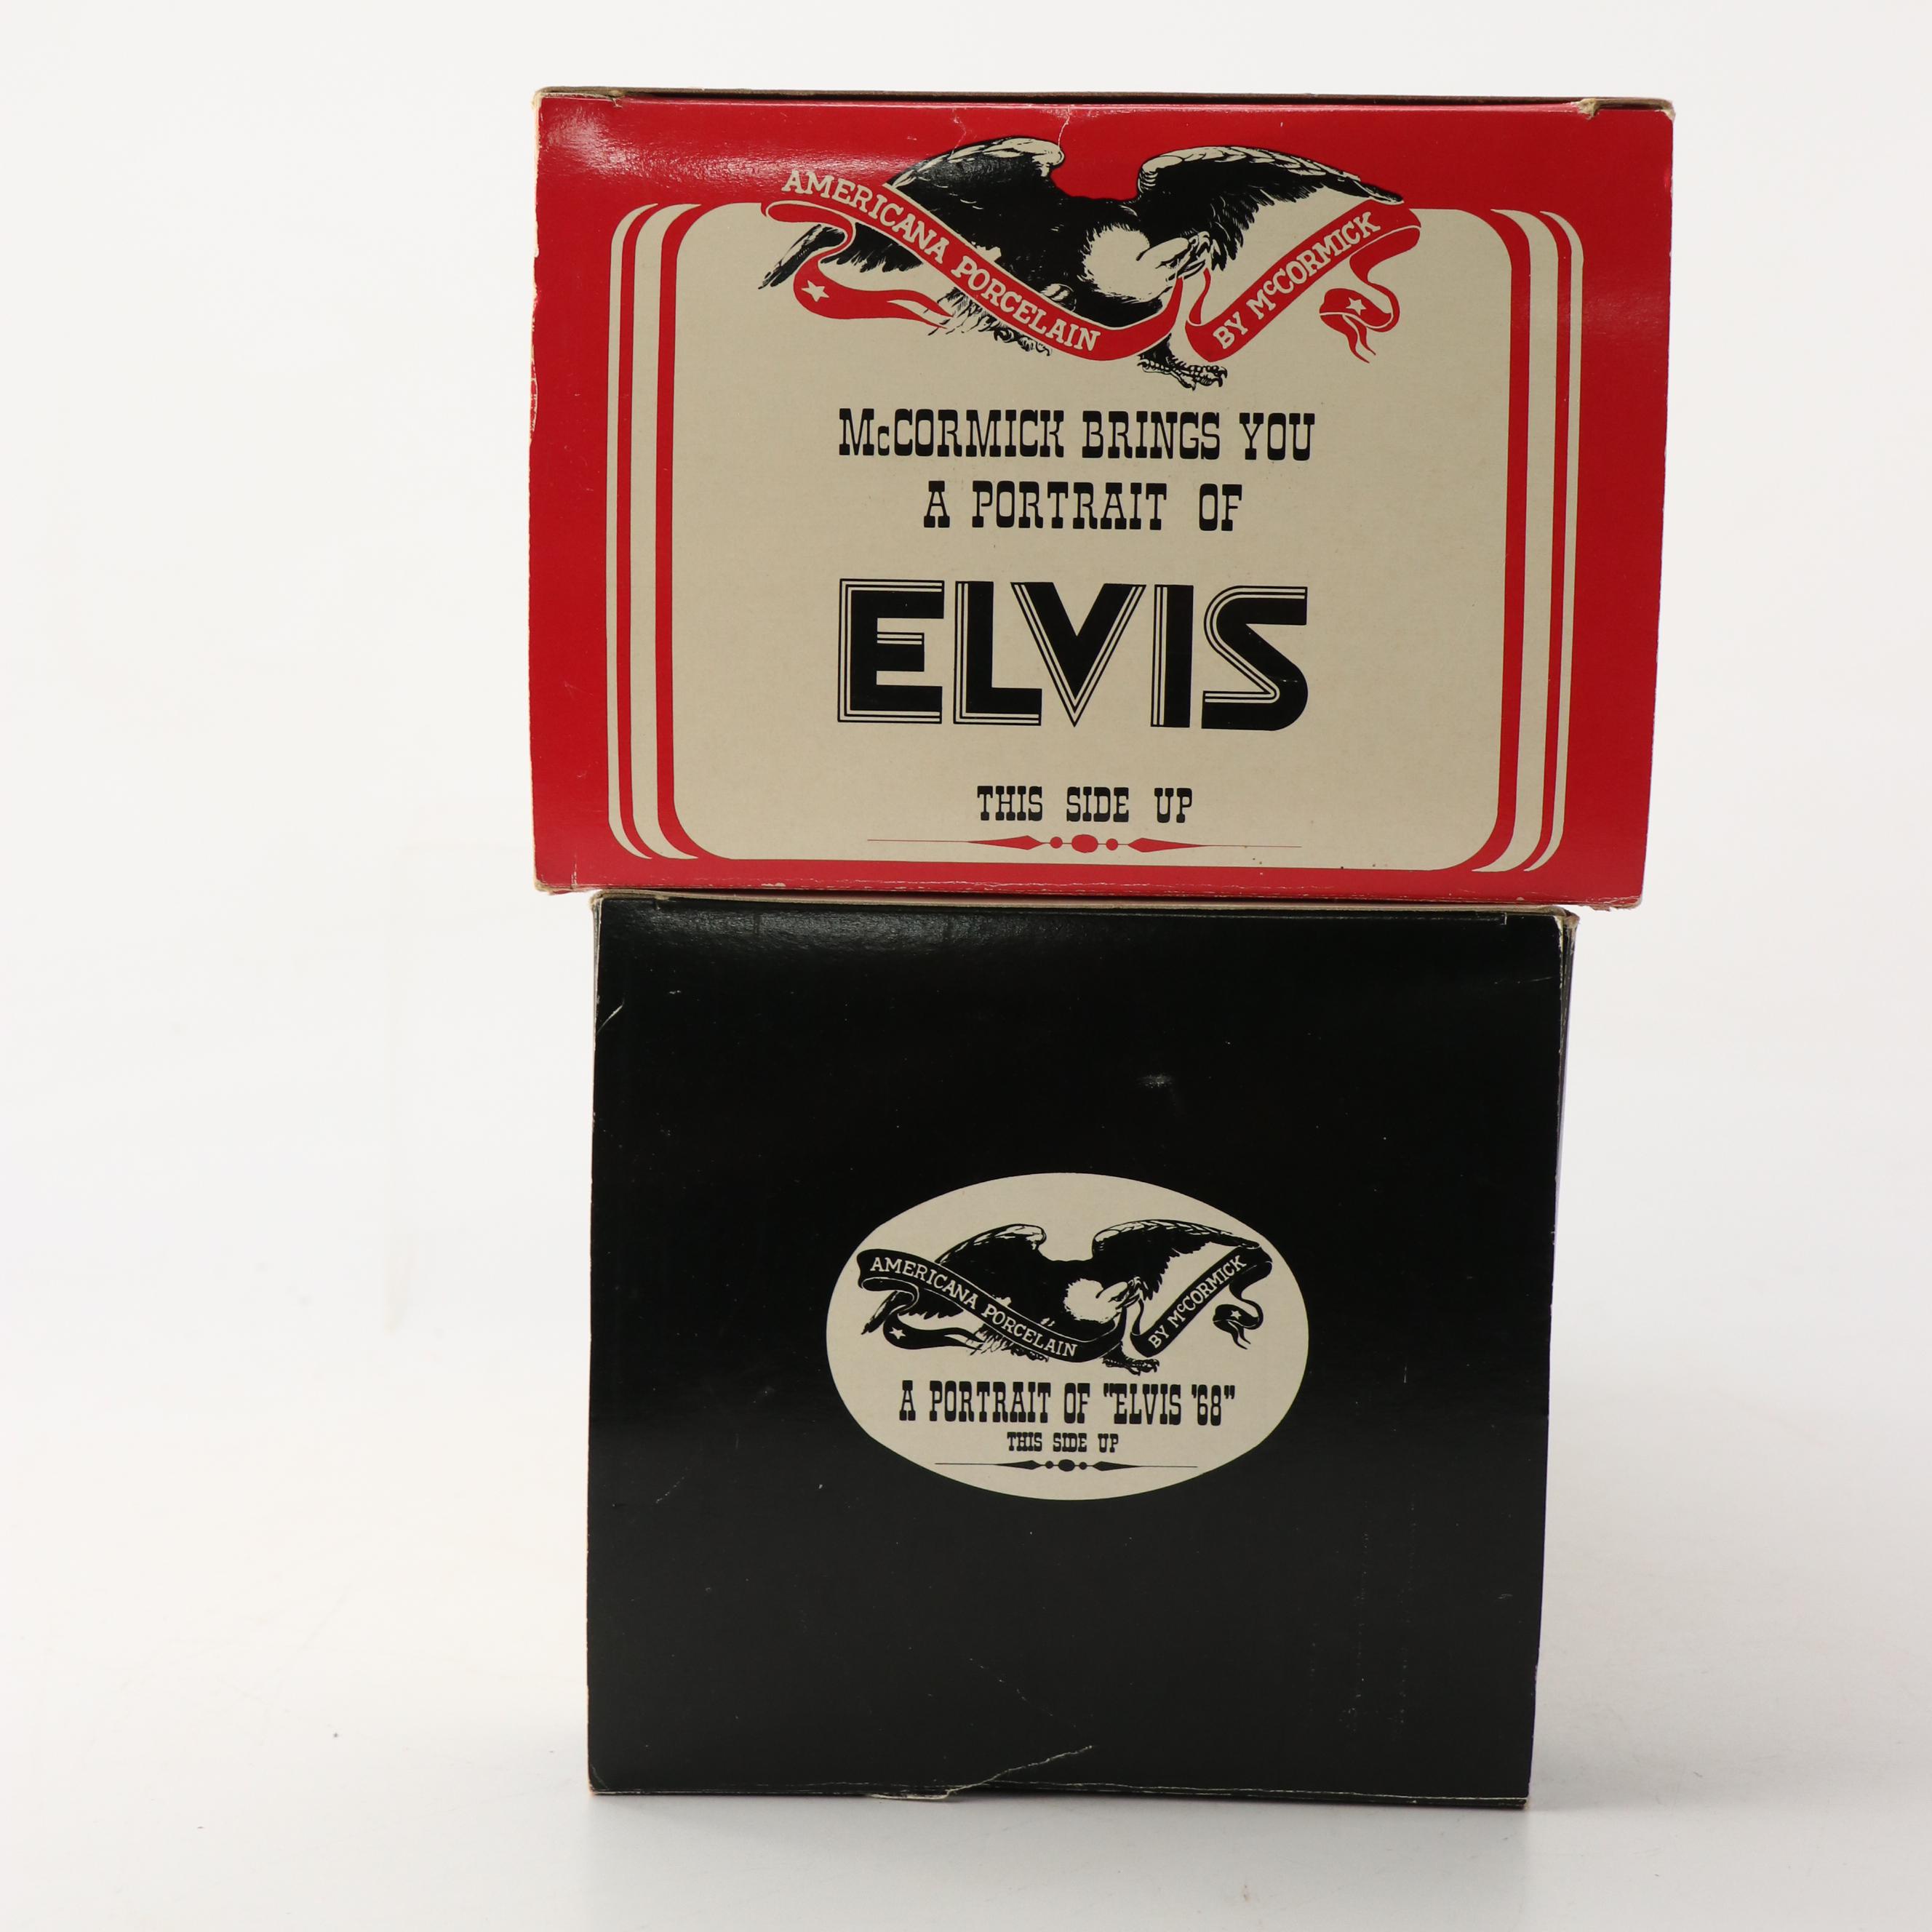 AMERICANA PORCELAIN BY McCORMICK
McCORMICK BRINGS YOU
A PORTRAIT OF
ELVIS
THIS SIDE UP
AMERICANA PORCELAIN BY McCORMICK
A PORTRAIT OF "ELVIS '68"
THIS SIDE UP